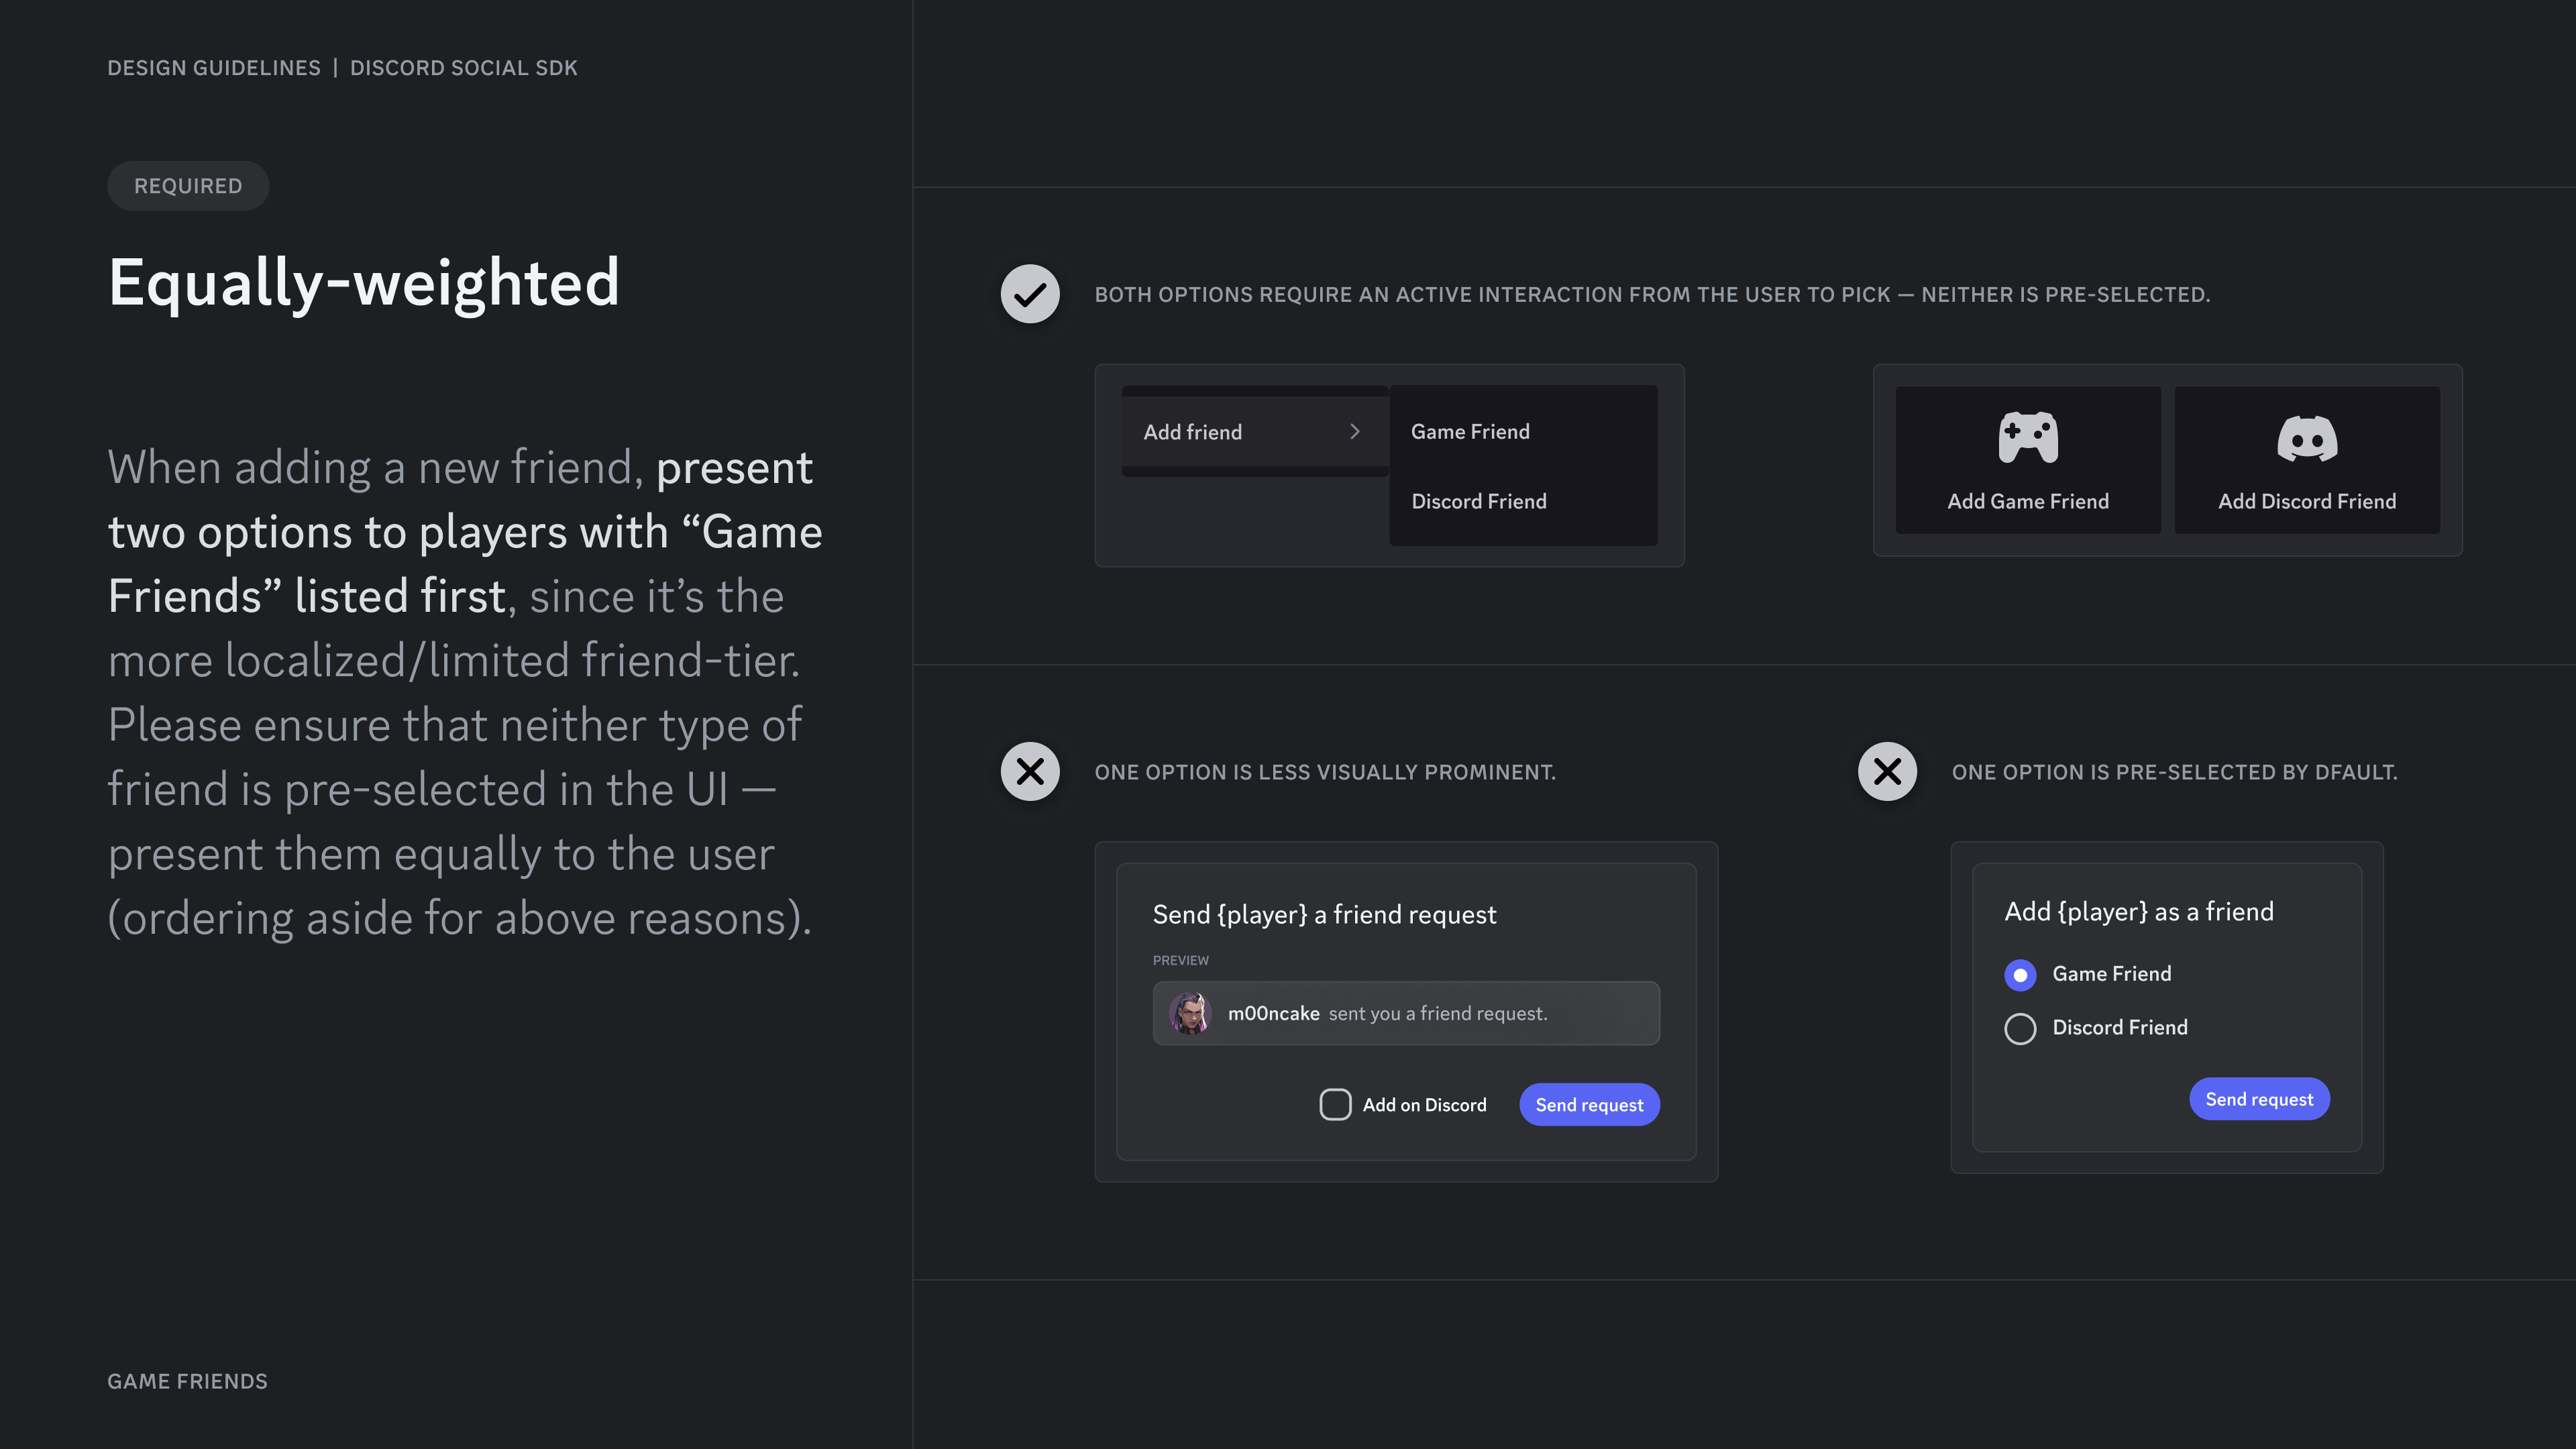 DESIGN GUIDELINES | DISCORD SOCIAL SDK
REQUIRED
Equally-weighted
When adding a new friend, present
two options to players with “Game
Friends” listed first, since it’s the
more localized/limited friend-tier.
Please ensure that neither type of
friend is pre-selected in the UI —
present them equally to the user
(ordering aside for above reasons).
GAME FRIENDS
BOTH OPTIONS REQUIRE AN ACTIVE INTERACTION FROM THE USER TO PICK — NEITHER IS PRE-SELECTED.
Add friend
Game Friend
Discord Friend
Add Game Friend
Add Discord Friend
ONE OPTION IS LESS VISUALLY PROMINENT.
Send {player} a friend request
PREVIEW
m00ncake sent you a friend request.
Add on Discord
Send request
ONE OPTION IS PRE-SELECTED BY DFAULT.
Add {player} as a friend
Game Friend
Discord Friend
Send request